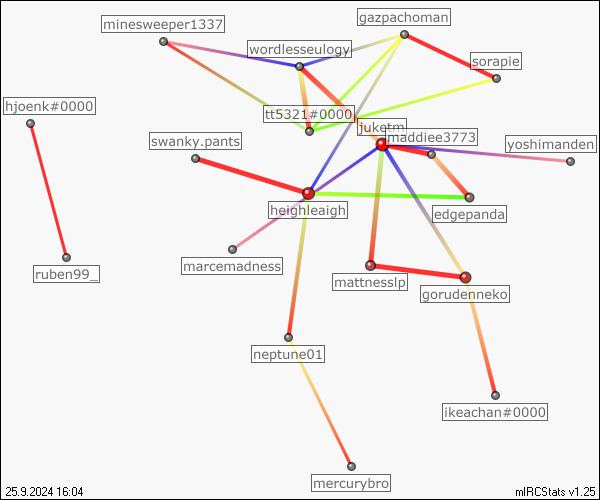 gazpachoman
minesweeper1337
wordlesseulogy
sorapie
hjoenk#0000
tt5321#0000
juketm
maddiee3773
swanky.pants
yoshimanden
heighleaigh
edgepanda
marcemadness
ruben99_
mattnesslp
gorudenneko
neptune01
ikeachan#0000
mercurybro
25.9.2024 16:04
mIRCStats v1.25